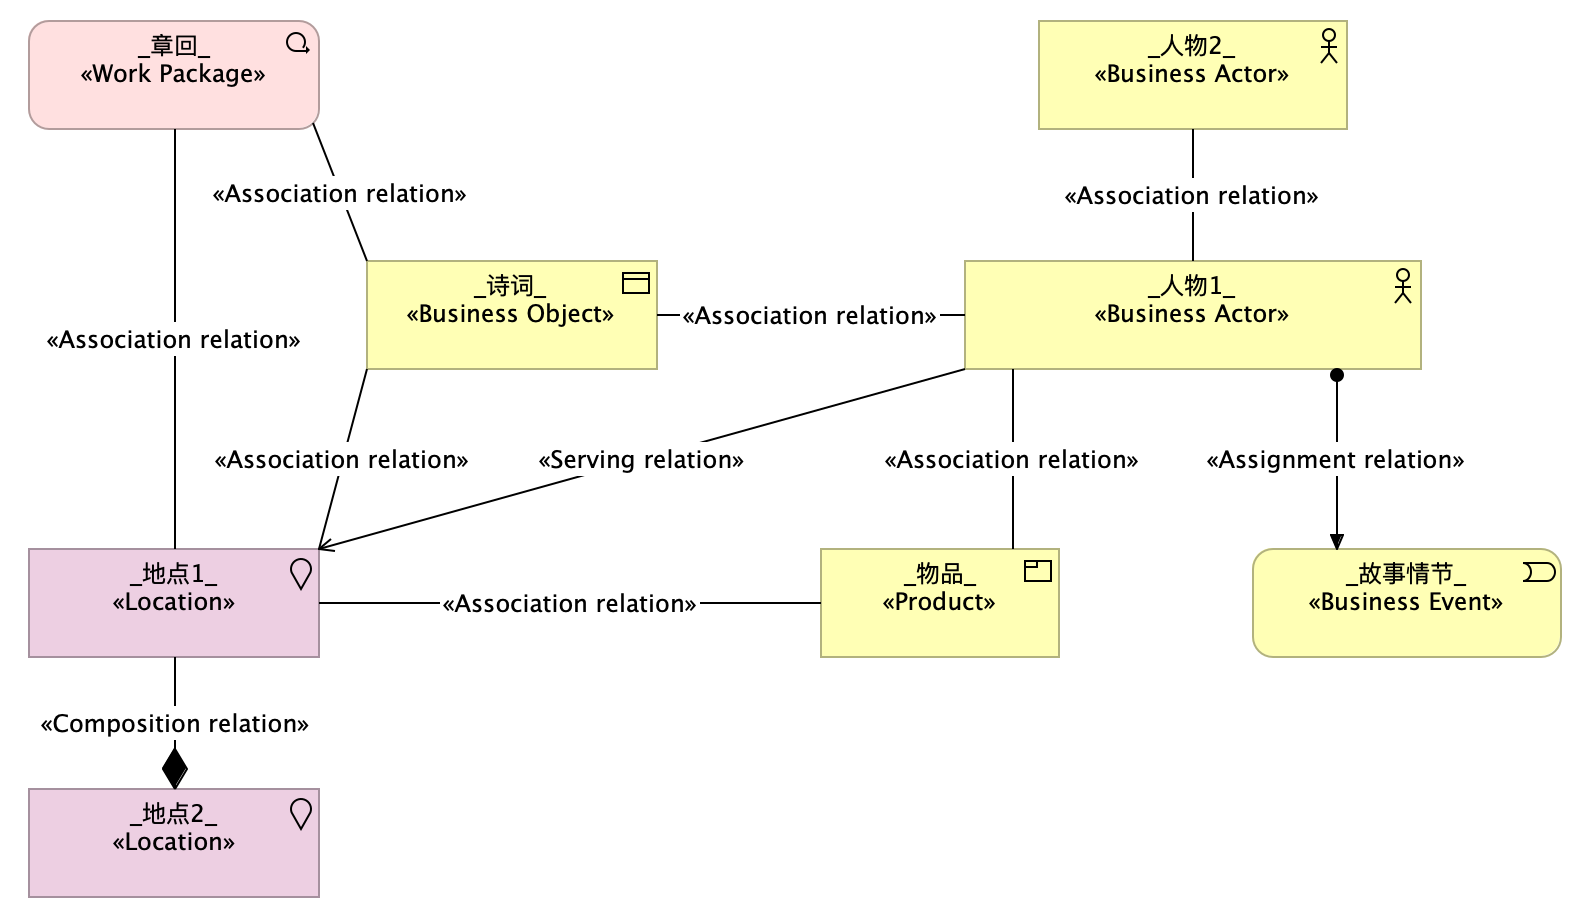 _章回_
«Work Package»
_人物2_
«Business Actor»
«Association relation»
«Association relation»
_诗词_
«Business Object»
«Association relation»
_人物1_
«Business Actor»
«Association relation»
«Association relation»
«Serving relation»
«Association relation»
«Assignment relation»
_地点1_
«Location»
«Association relation»
_物品_
«Product»
_故事情节_
«Business Event»
«Composition relation»
_地点2_
«Location»